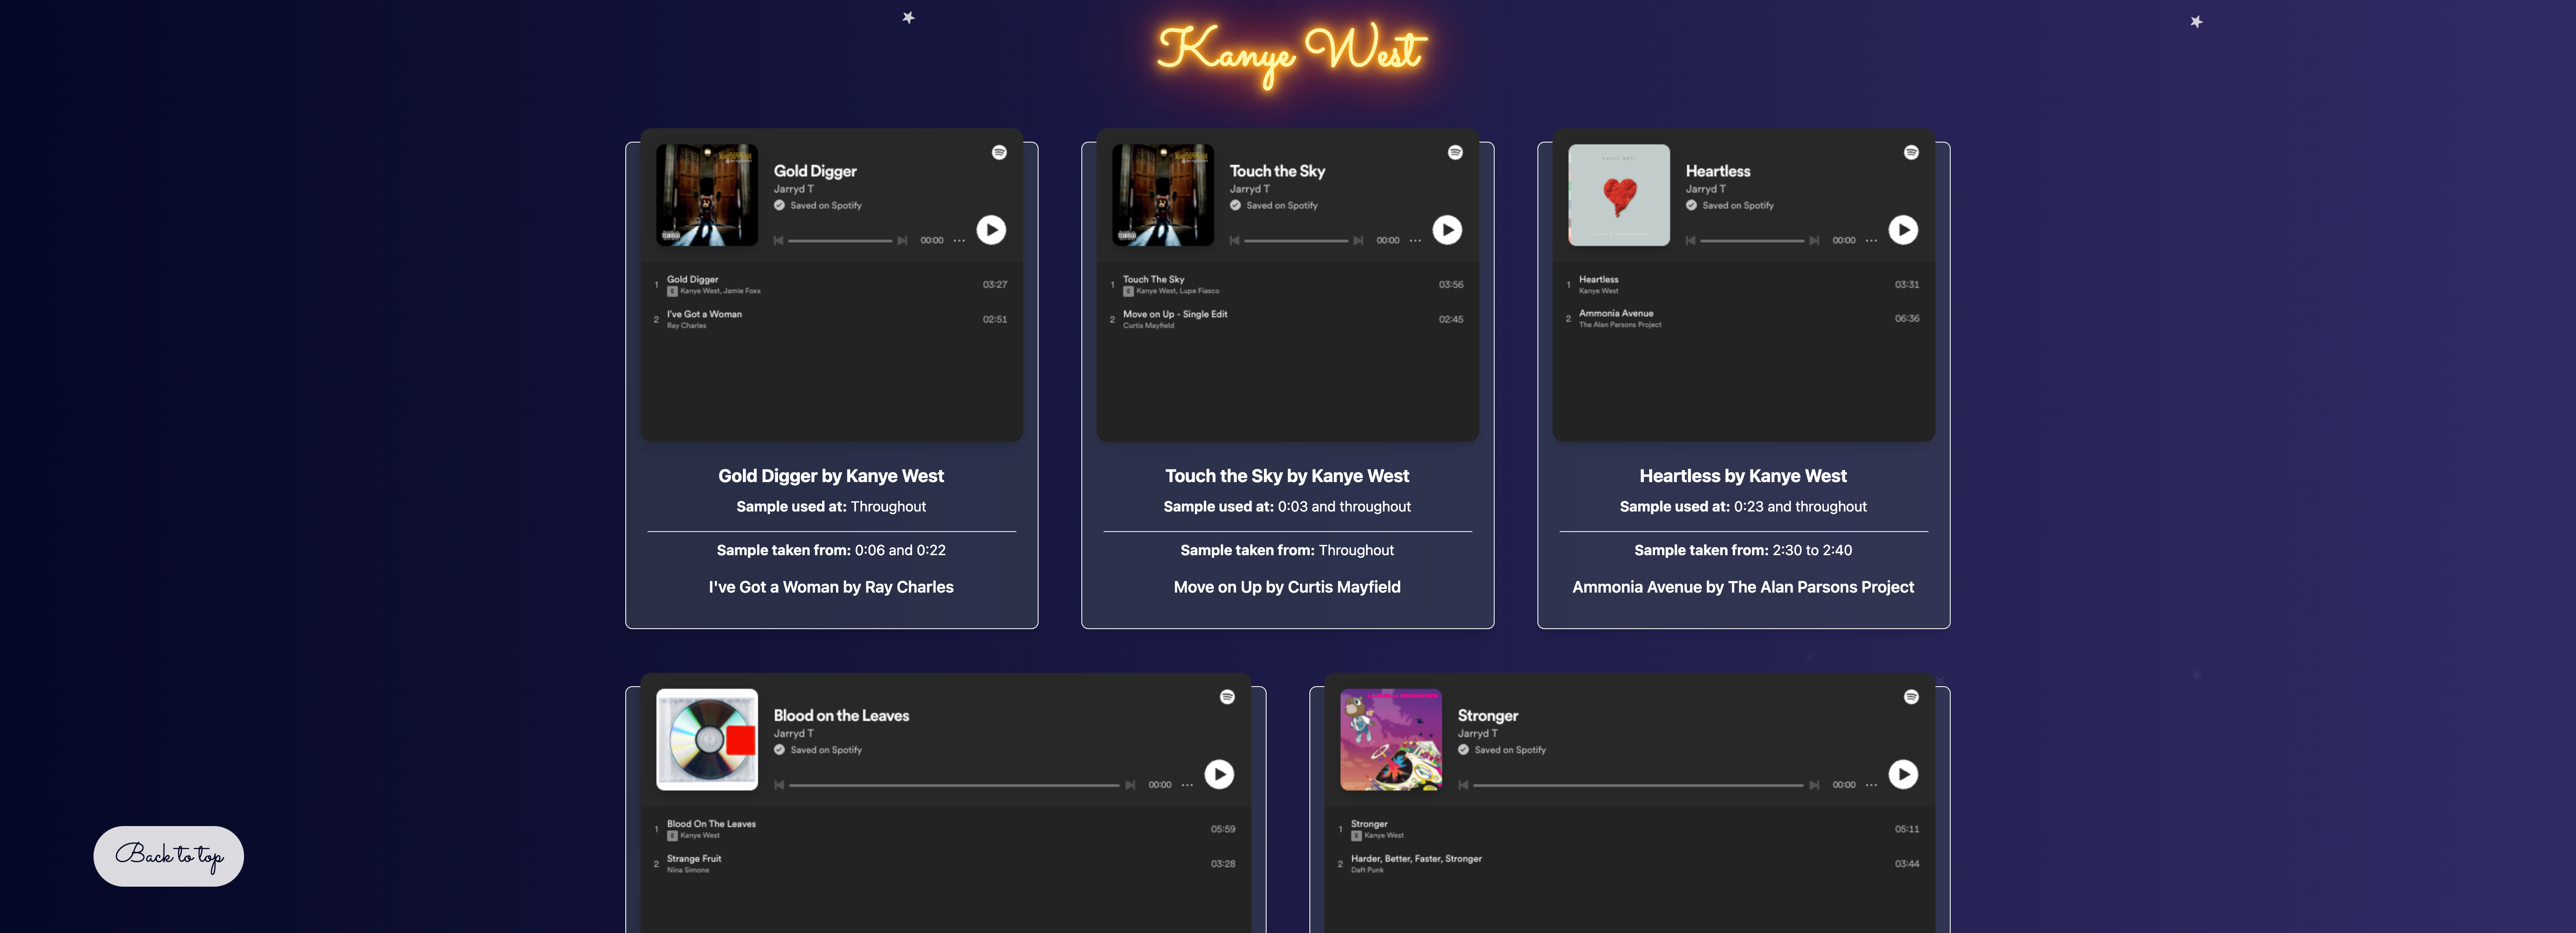 Kanye West
Gold Digger
Jarryd T
Saved on Spotify
00:00
1 Gold Digger 03:27
E Kanye West, Jamie Foxx
2 I've Got a Woman 02:51
Ray Charles
Gold Digger by Kanye West
Sample used at: Throughout
Sample taken from: 0:06 and 0:22
I've Got a Woman by Ray Charles
Touch the Sky
Jarryd T
Saved on Spotify
00:00
1 Touch The Sky 03:56
E Kanye West, Lupe Fiasco
2 Move on Up - Single Edit 02:45
Curtis Mayfield
Touch the Sky by Kanye West
Sample used at: 0:03 and throughout
Sample taken from: Throughout
Move on Up by Curtis Mayfield
Heartless
Jarryd T
Saved on Spotify
00:00
1 Heartless 03:31
Kanye West
2 Ammonia Avenue 06:36
The Alan Parsons Project
Heartless by Kanye West
Sample used at: 0:23 and throughout
Sample taken from: 2:30 to 2:40
Ammonia Avenue by The Alan Parsons Project
Blood on the Leaves
Jarryd T
Saved on Spotify
00:00
1 Blood On The Leaves 05:59
E Kanye West
2 Strange Fruit 03:28
Nina Simone
Stronger
Jarryd T
Saved on Spotify
00:00
1 Stronger 05:11
E Kanye West
2 Harder, Better, Faster, Stronger 03:44
Daft Punk
Back to top